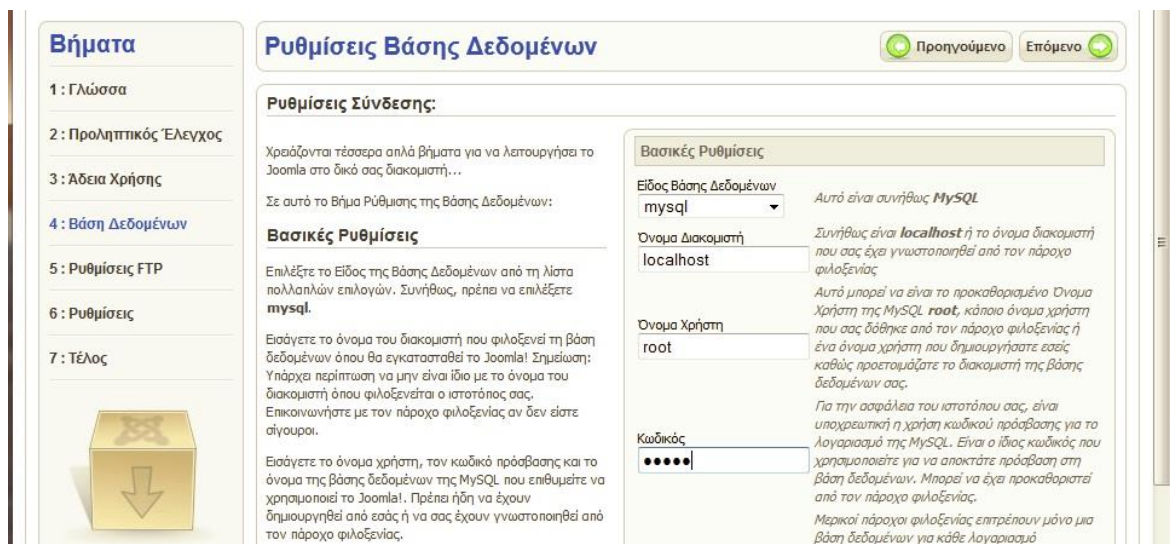 Βήματα
1 : Γλώσσα
2 : Προληπτικός Έλεγχος
3 : Άδεια Χρήσης
4 : Βάση Δεδομένων
5 : Ρυθμίσεις FTP
6 : Ρυθμίσεις
7 : Τέλος
Ρυθμίσεις Βάσης Δεδομένων
Προηγούμενο
Επόμενο
Ρυθμίσεις Σύνδεσης:
Χρειάζονται τέσσερα απλά βήματα για να λειτουργήσει το
Joomla στο δικό σας διακομιστή...
Σε αυτό το Βήμα Ρύθμισης της Βάσης Δεδομένων:
Βασικές Ρυθμίσεις
Επιλέξτε το Είδος της Βάσης Δεδομένων από τη λίστα
πολλαπλών επιλογών. Συνήθως, πρέπει να επιλέξετε
mysql.
Εισάγετε το όνομα του διακομιστή που φιλοξενεί τη βάση
δεδομένων όπου θα εγκατασταθεί το Joomla! Σημείωση:
Υπάρχει περίπτωση να μην είναι ίδιο με το όνομα του
διακομιστή όπου φιλοξενείται ο ιστοτόπος σας.
Επικοινωνήστε με τον πάροχο φιλοξενίας αν δεν είστε
σίγουροι.
Εισάγετε το όνομα χρήστη, τον κωδικό πρόσβασης και το
όνομα της βάσης δεδομένων της MySQL που επιθυμείτε να
χρησιμοποιεί το Joomla!. Πρέπει ήδη να έχουν
δημιουργηθεί από εσάς ή να σας έχουν γνωστοποιηθεί από
τον πάροχο φιλοξενίας.
Βασικές Ρυθμίσεις
Είδος Βάσης Δεδομένων
mysql
Αυτό είναι συνήθως MySQL
Όνομα Διακομιστή
localhost
Συνήθως είναι localhost ή το όνομα διακομιστή
που σας έχει γνωστοποιηθεί από τον πάροχο
φιλοξενίας
Όνομα Χρήστη
root
Αυτό μπορεί να είναι το προκαθορισμένο Όνομα
Χρήστη της MySQL root, κάποιο όνομα χρήστη
που σας δόθηκε από τον πάροχο φιλοξενίας ή
ένα όνομα χρήστη που δημιουργήσατε εσείς
καθώς προετοιμάζατε το διακομιστή της βάσης
δεδομένων σας.
Κωδικός
●●●●●
Για την ασφάλεια του ιστοτόπου σας, είναι
υποχρεωτική η χρήση κωδικού πρόσβασης για το
λογαριασμό της MySQL. Είναι ο ίδιος κωδικός που
χρησιμοποιείτε για να αποκτάτε πρόσβαση στη
βάση δεδομένων. Μπορεί να έχει προκαθοριστεί
από τον πάροχο φιλοξενίας.
Μερικοί πάροχοι φιλοξενίας επιτρέπουν μόνο μια
βάση δεδομένων για κάθε λογαριασμό